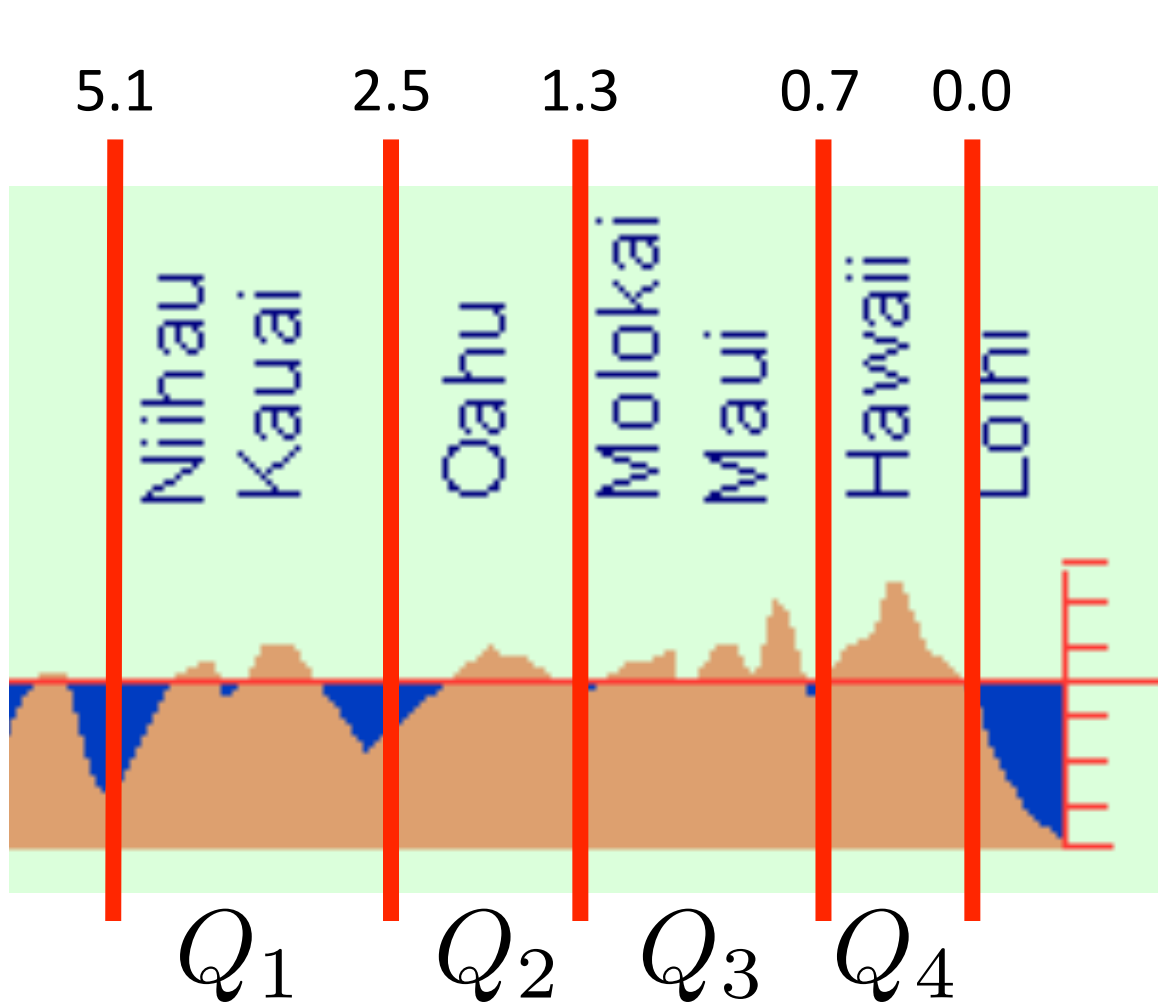 5.1 2.5 1.3 0.7 0.0
Niihau
Kauai
Oahu
Molokai
Maui
Hawaii
Loihi
Q1 Q2 Q3 Q4